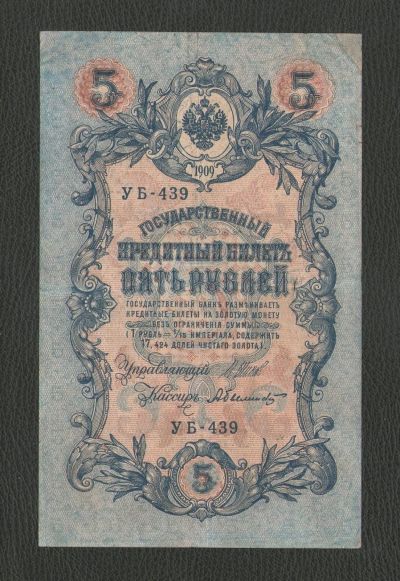 5 5
1909
УБ-439
ГОСУДАРСТВЕННЫЙ
КРЕДИТНЫЙ БИЛЕТЪ
ПЯТЬ РУБЛЕЙ
ГОСУДАРСТВЕННЫЙ БАНКЪ РАЗМѢНИВАЕТЪ
КРЕДИТНЫЕ БИЛЕТЫ НА ЗОЛОТУЮ МОНЕТУ
БЕЗЪ ОГРАНИЧЕНІЯ СУММЫ
(1 РУБЛЬ = 1/15 ИМПЕРІАЛА, СОДЕРЖИТЪ
17,424 ДОЛЕЙ ЧИСТАГО ЗОЛОТА).
Управляющій
Кассиръ
УБ-439
5